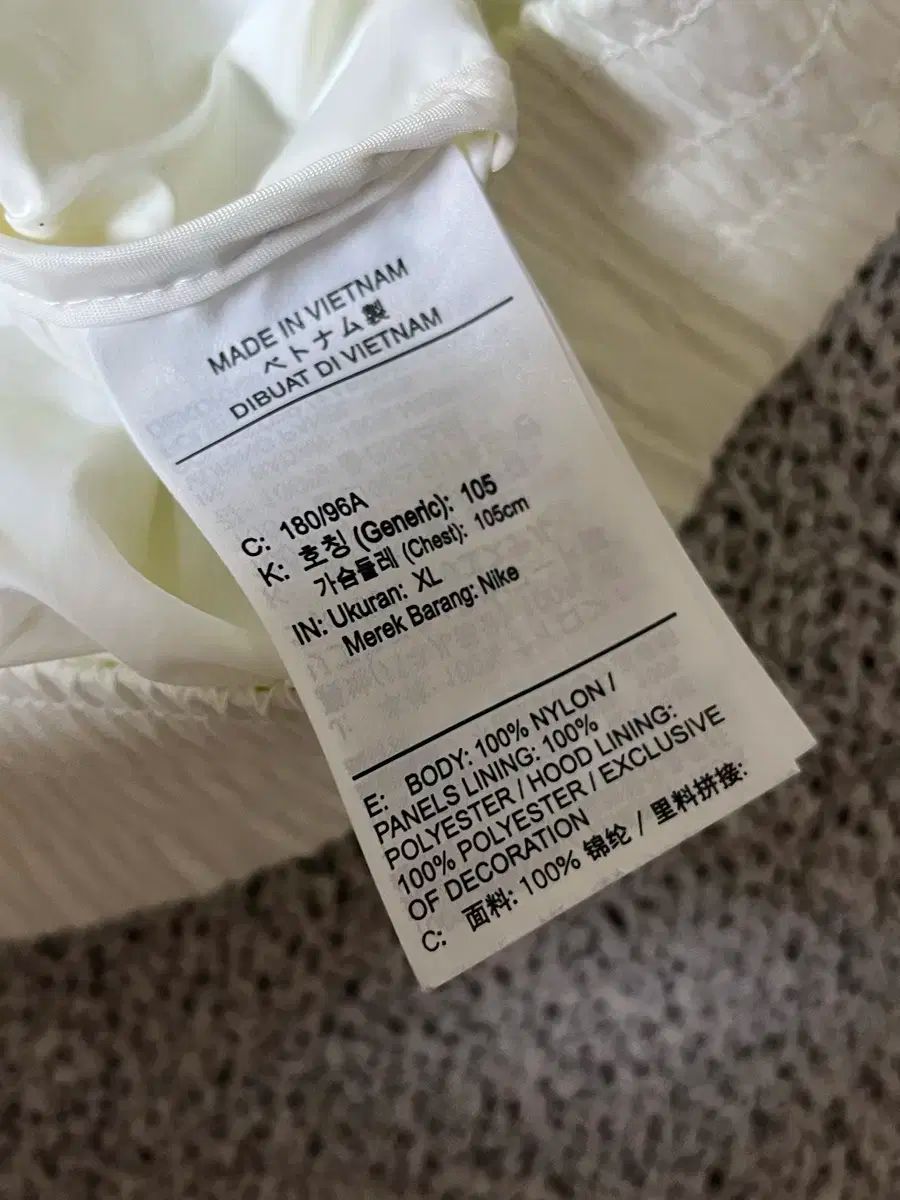 MADE IN VIETNAM
ベトナム製
DIBUAT DI VIETNAM
C: 180/96A
K: 호칭 (Generic): 105
가슴둘레 (Chest): 105cm
IN: Ukuran: XL
Merek Barang: Nike
E: BODY: 100% NYLON /
PANELS LINING: 100%
POLYESTER / HOOD LINING:
100% POLYESTER / EXCLUSIVE
OF DECORATION
C: 面料: 100% 锦纶 / 里料拼接: